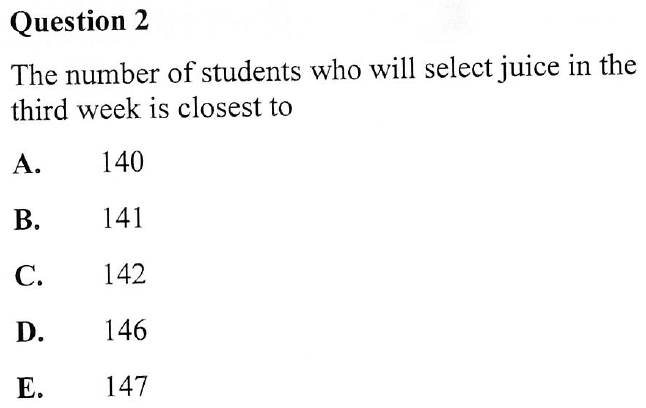 Question 2
The number of students who will select juice in the
third week is closest to
A. 140
B. 141
C. 142
D. 146
E. 147